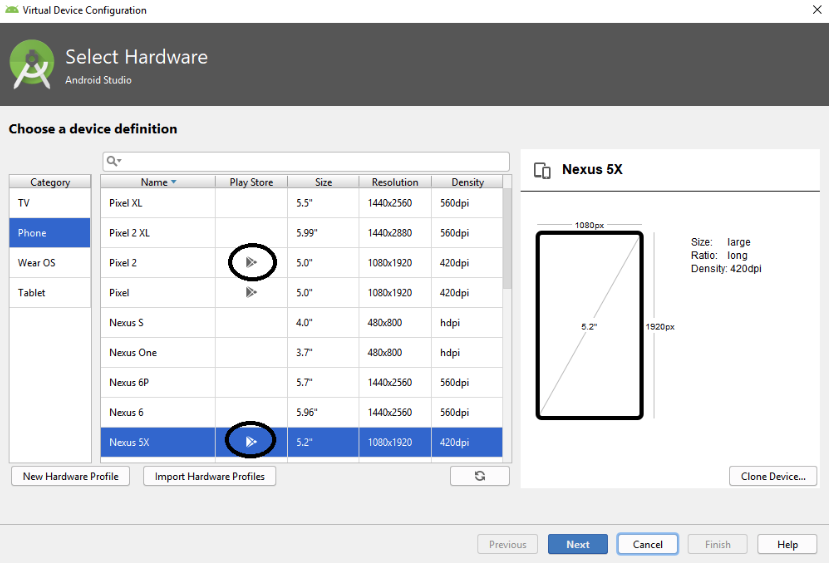 Virtual Device Configuration
Select Hardware
Android Studio
Choose a device definition
Category
TV
Phone
Wear OS
Tablet
Name Play Store Size Resolution Density
Pixel XL 5.5" 1440x2560 560dpi
Pixel 2 XL 5.99" 1440x2880 560dpi
Pixel 2 5.0" 1080x1920 420dpi
Pixel 5.0" 1080x1920 420dpi
Nexus S 4.0" 480x800 hdpi
Nexus One 3.7" 480x800 hdpi
Nexus 6P 5.7" 1440x2560 560dpi
Nexus 6 5.96" 1440x2560 560dpi
Nexus 5X 5.2" 1080x1920 420dpi
New Hardware Profile Import Hardware Profiles
Nexus 5X
1080px
5.2"
1920px
Size: large
Ratio: long
Density: 420dpi
Clone Device...
Previous Next Cancel Finish Help